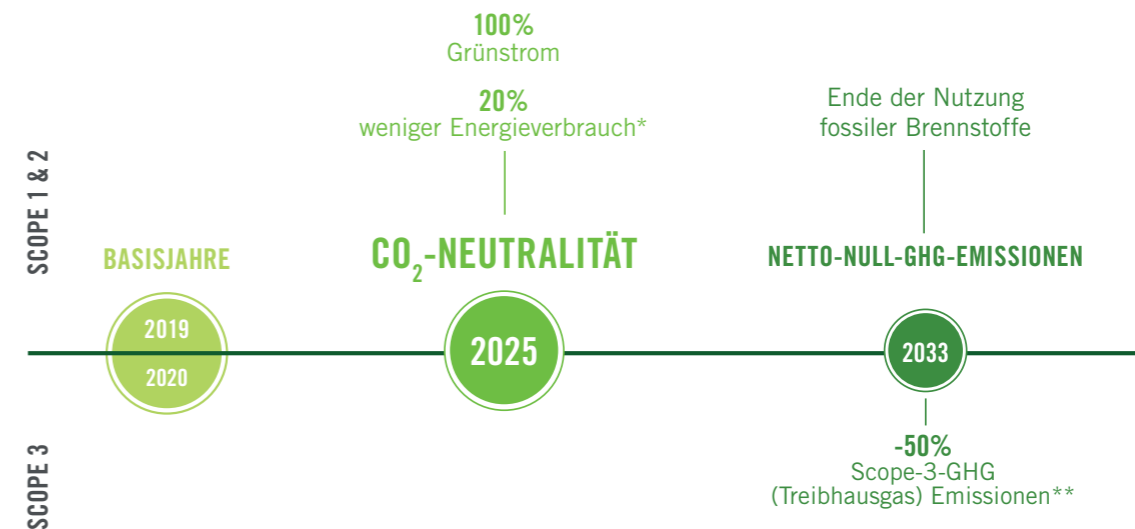 SCOPE 1 & 2
SCOPE 3
BASISJAHRE
2019
2020
100%
Grünstrom
20%
weniger Energieverbrauch*
CO₂-NEUTRALITÄT
2025
Ende der Nutzung
fossiler Brennstoffe
NETTO-NULL-GHG-EMISSIONEN
2033
-50%
Scope-3-GHG
(Treibhausgas) Emissionen**